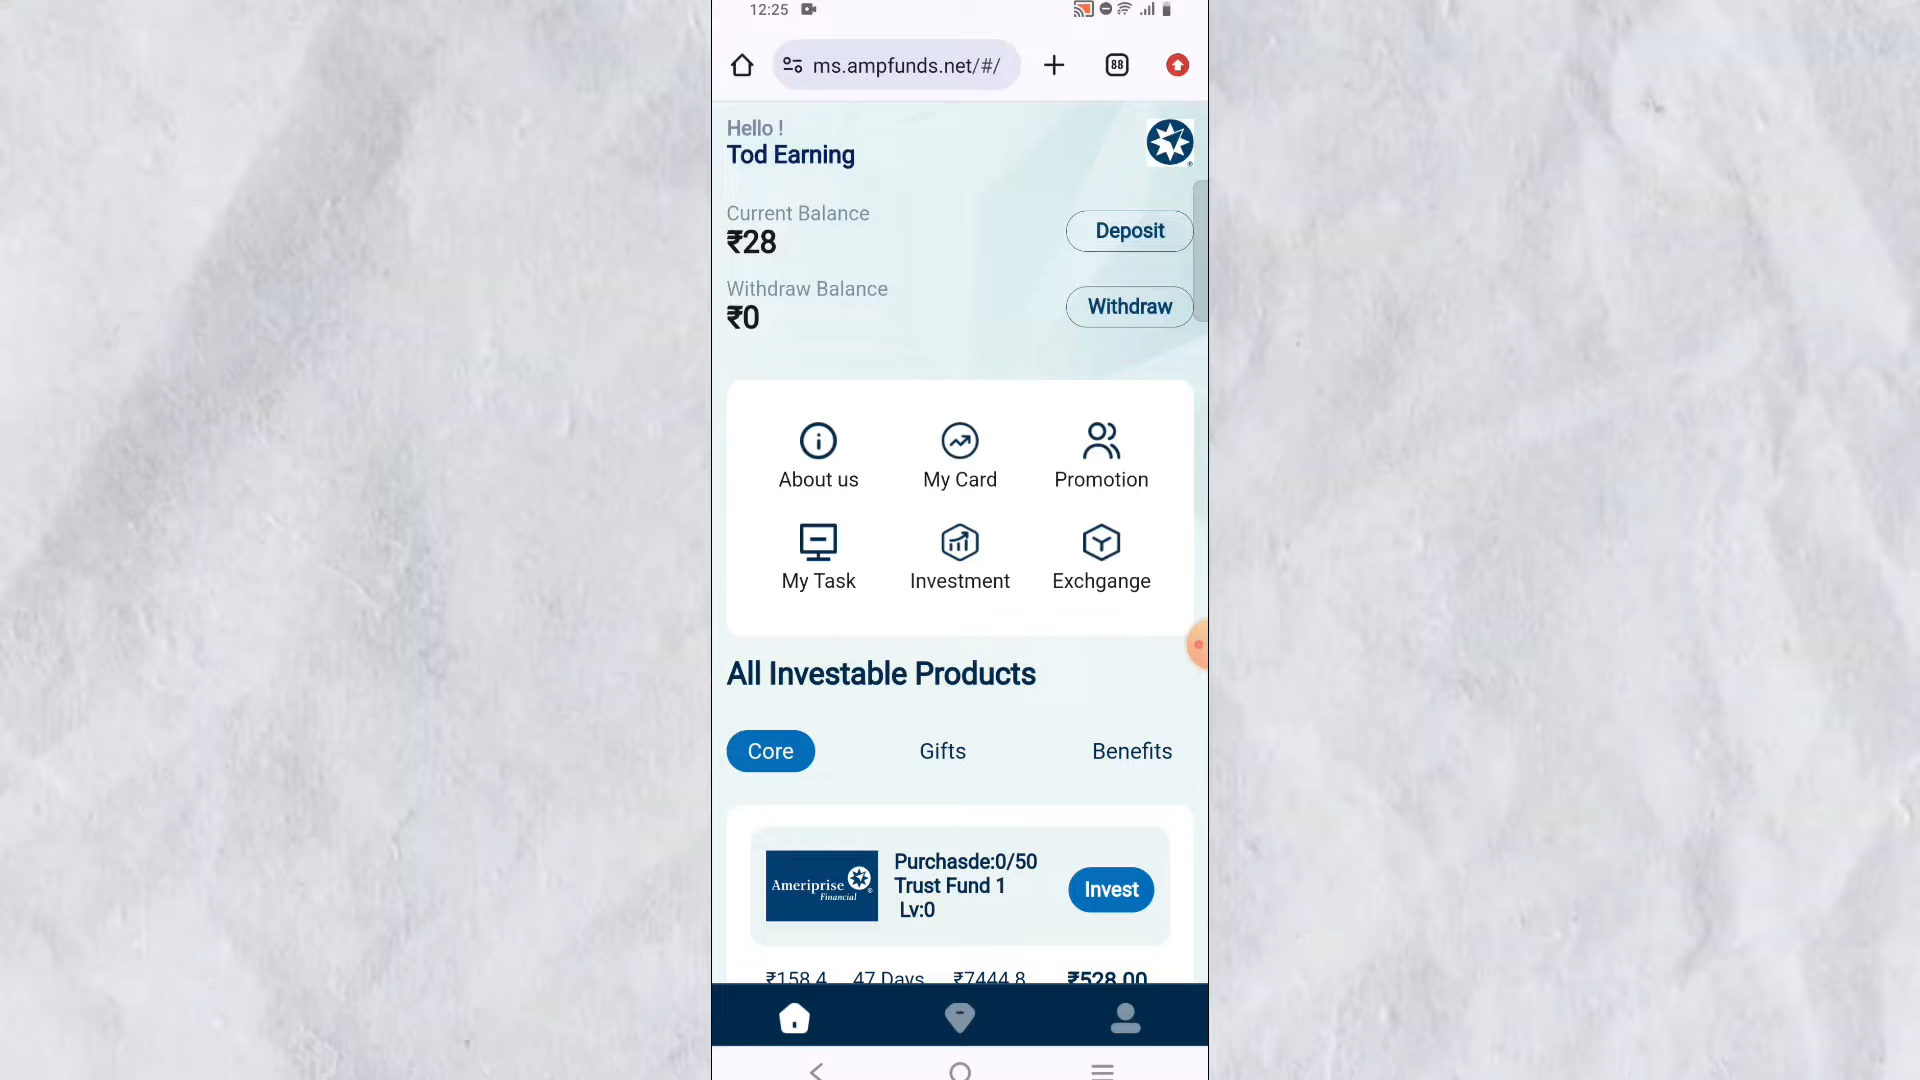 12:25
88
ms.ampfunds.net/#/
Hello !
Tod Earning
Current Balance
₹28
Deposit
Withdraw Balance
₹0
Withdraw
About us
My Card
Promotion
My Task
Investment
Exchgange
All Investable Products
Core
Gifts
Benefits
Ameriprise
Financial
Purchasde:0/50
Trust Fund 1
Lv:0
Invest
₹158.4 47 Days ₹7444.8 ₹528.00